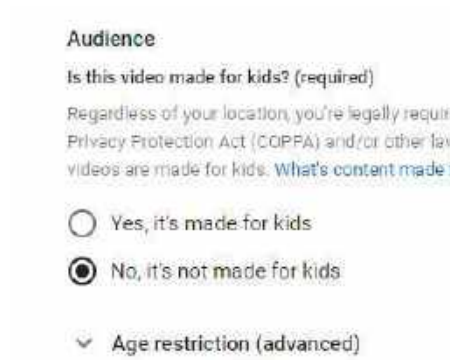 Audience
Is this video made for kids? (required)
Regardless of your location, you're legally
Privacy Protection Act (COPPA) and/or other
videos are made for kids. What's content made
Yes, it's made for kids
No, it's not made for kids
Age restriction (advanced)